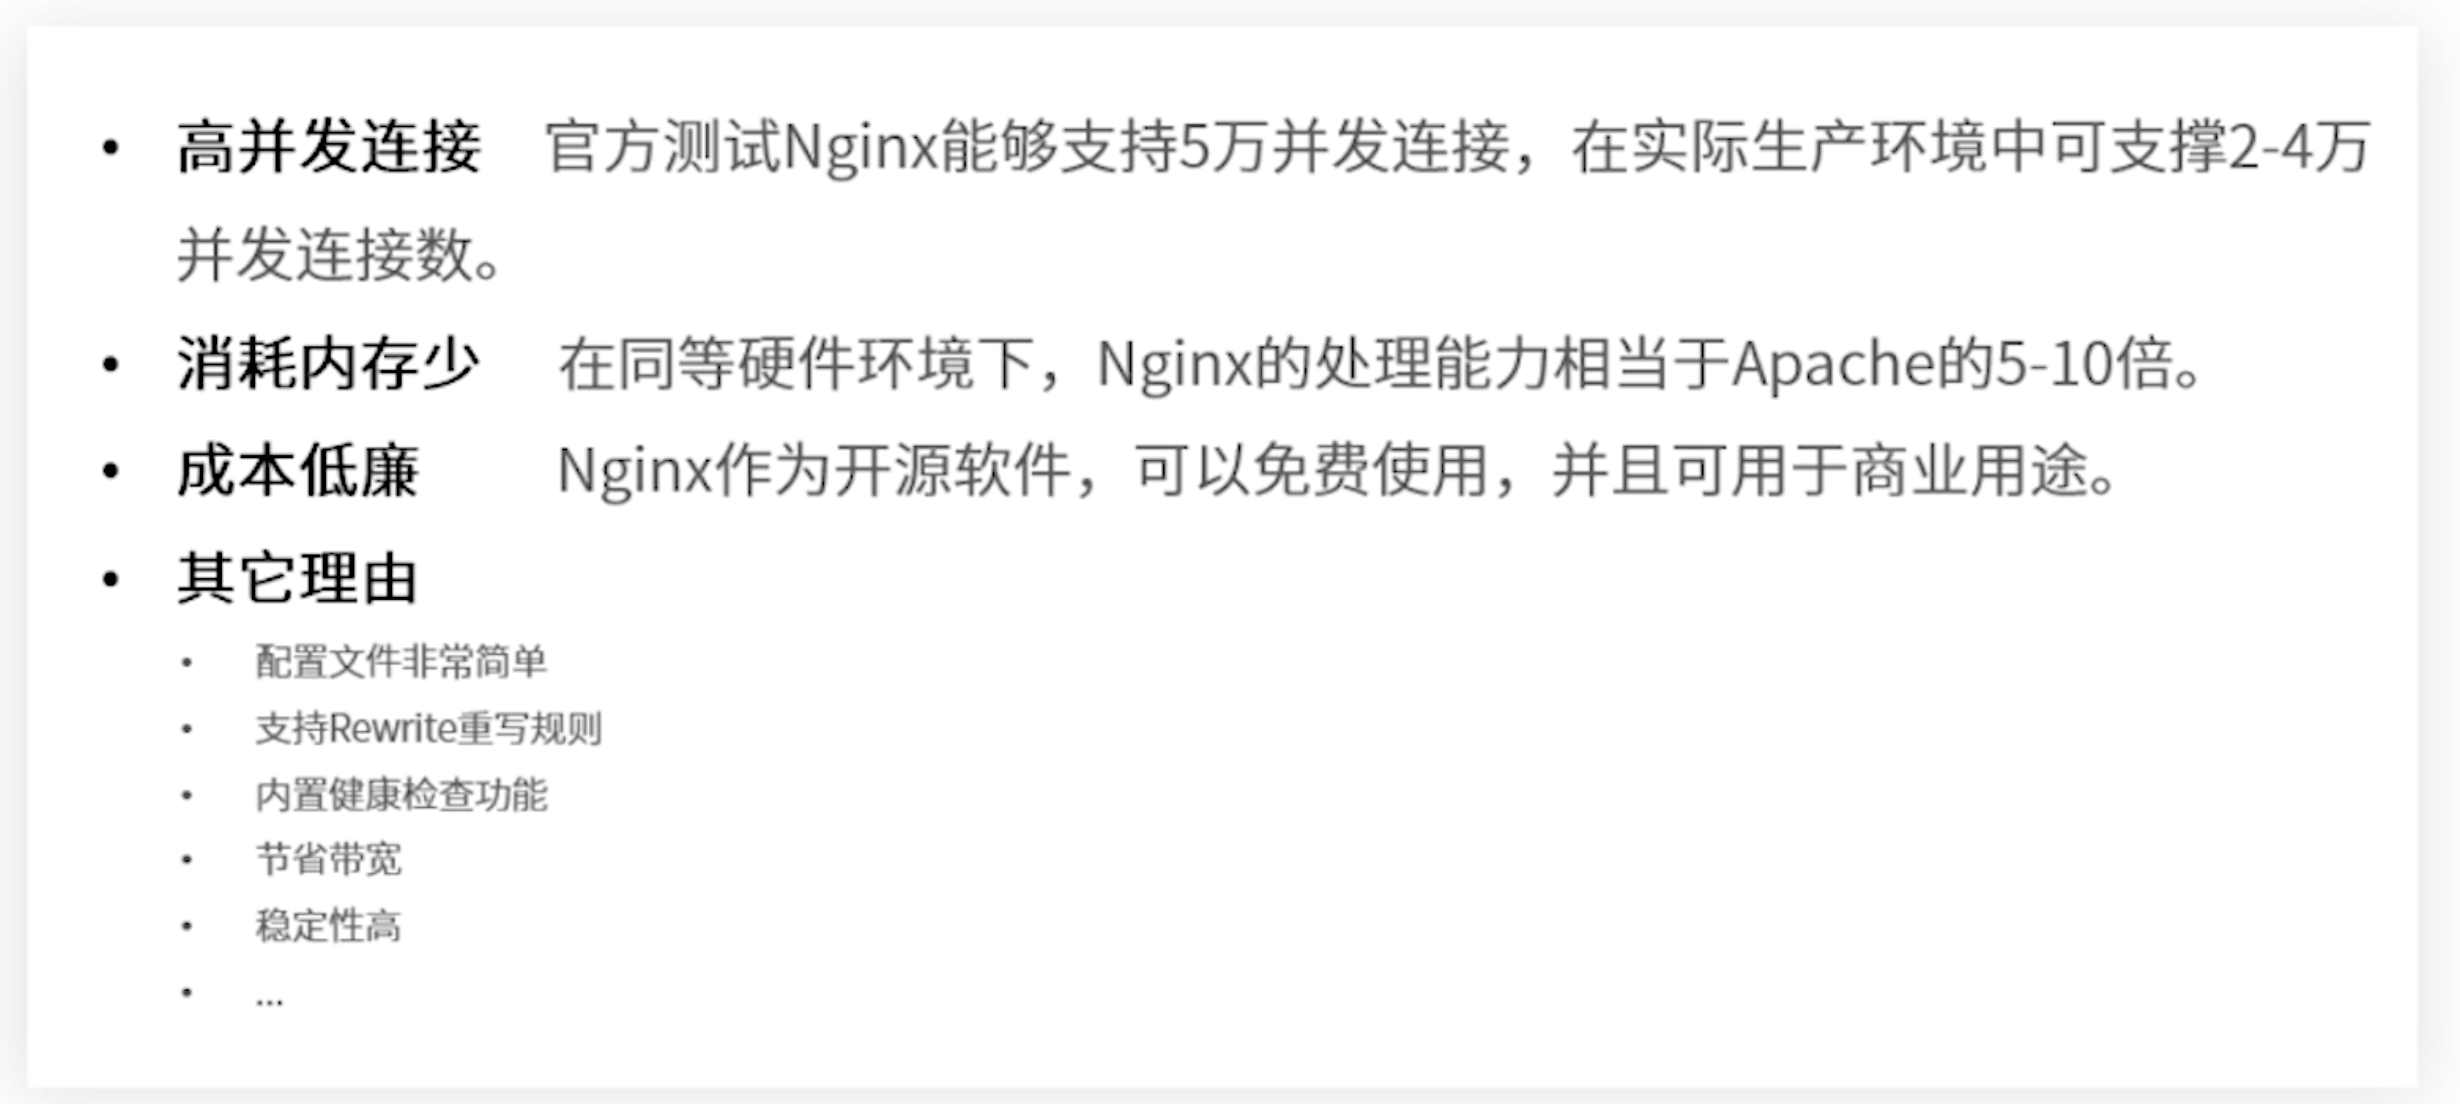 • 高并发连接 官方测试Nginx能够支持5万并发连接，在实际生产环境中可支撑2-4万
并发连接数。
• 消耗内存少 在同等硬件环境下，Nginx的处理能力相当于Apache的5-10倍。
• 成本低廉 Nginx作为开源软件，可以免费使用，并且可用于商业用途。
• 其它理由
• 配置文件非常简单
• 支持Rewrite重写规则
• 内置健康检查功能
• 节省带宽
• 稳定性高
• ...